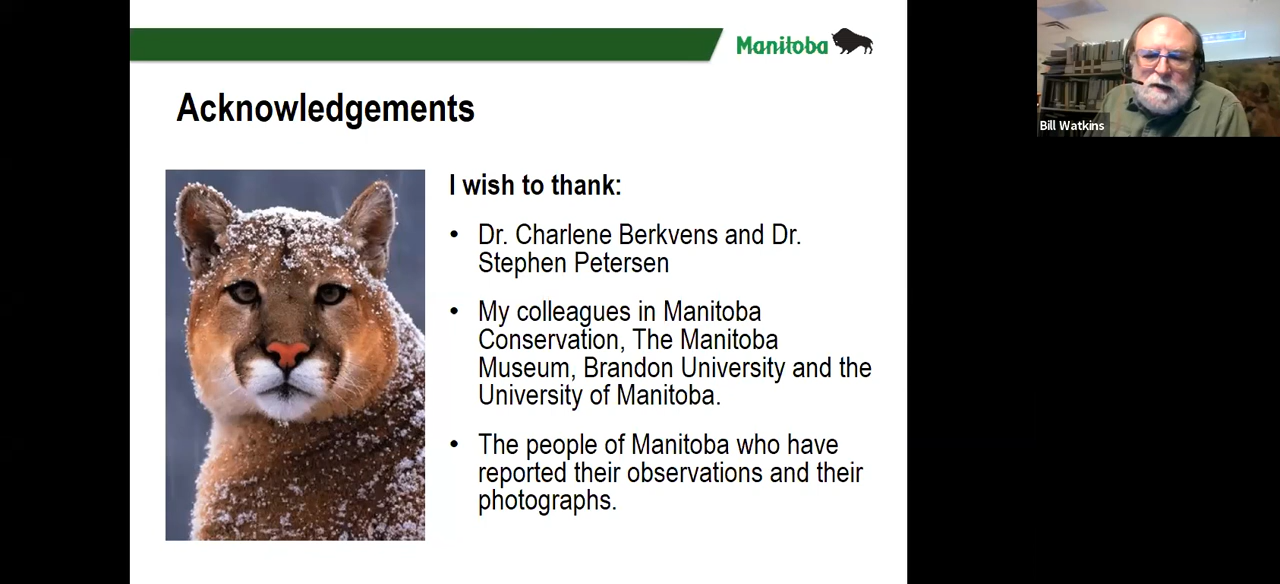 Manitoba
Bill Watkins
Acknowledgements
I wish to thank:
• Dr. Charlene Berkvens and Dr.
Stephen Petersen
• My colleagues in Manitoba
Conservation, The Manitoba
Museum, Brandon University and the
University of Manitoba.
• The people of Manitoba who have
reported their observations and their
photographs.